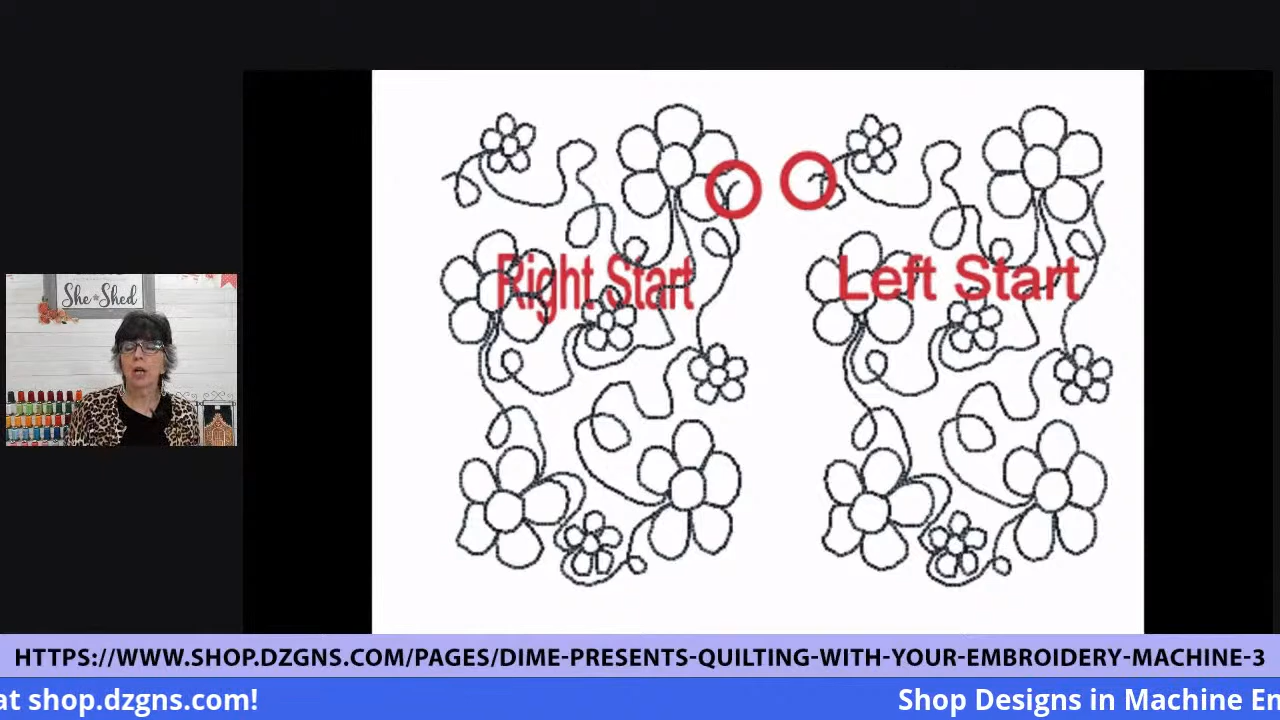 She Shed
Right Start
Left Start
HTTPS://WWW.SHOP.DZGNS.COM/PAGES/DIME-PRESENTS-QUILTING-WITH-YOUR-EMBROIDERY-MACHINE-3
at shop.dzgns.com!
Shop Designs in Machine Em